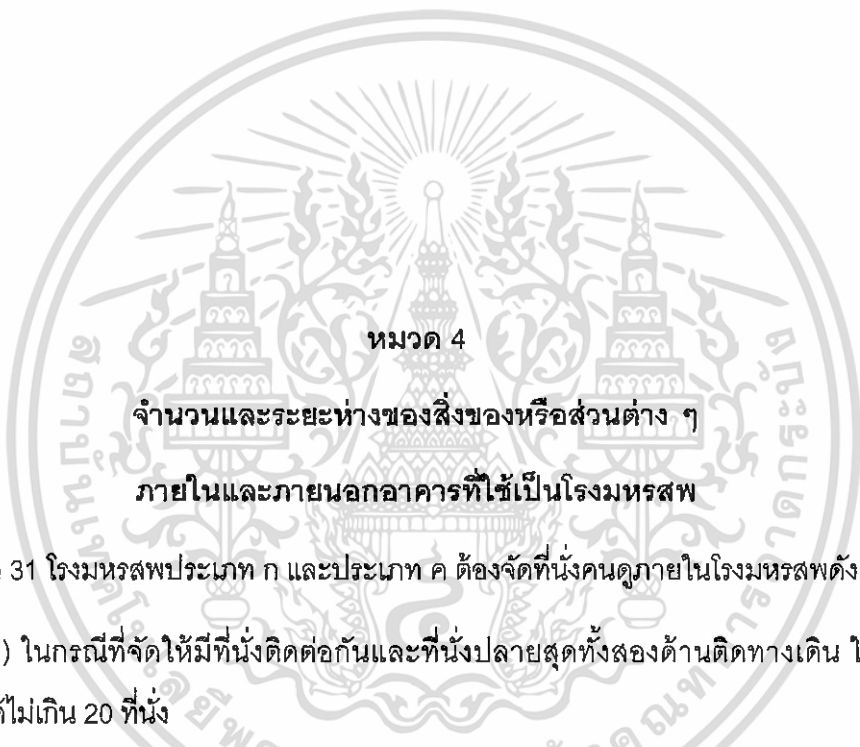 หมวด 4
จำนวนและระยะห่างของสิ่งของหรือส่วนต่าง ๆ
ภายในและภายนอกอาคารที่ใช้เป็นโรงมหรสพ
31 โรงมหรสพประเภท ก และประเภท ค ต้องจัดที่นั่งคนดูภายในโรงมหรสพดัง
) ในกรณีที่จัดให้มีที่นั่งติดต่อกันและที่นั่งปลายสุดทั้งสองด้านติดทางเดิน ใ
ไม่เกิน 20 ที่นั่ง